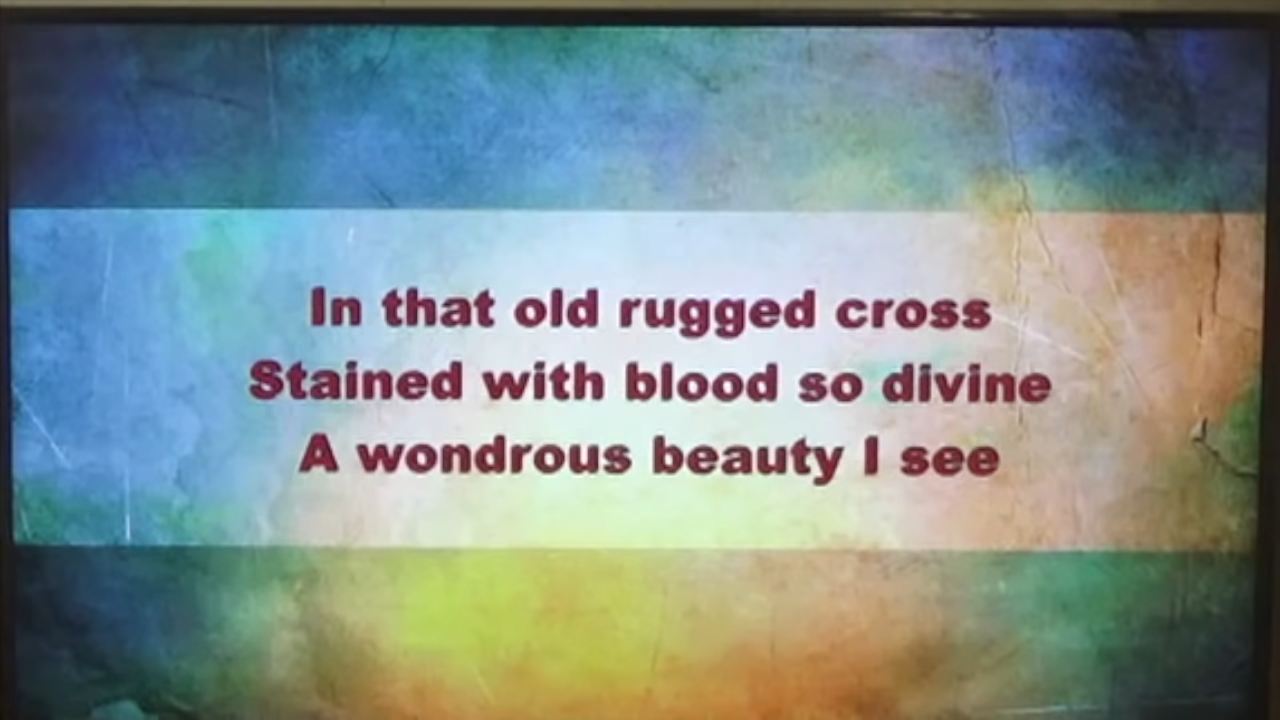 In that old rugged cross
Stained with blood so divine
A wondrous beauty I see